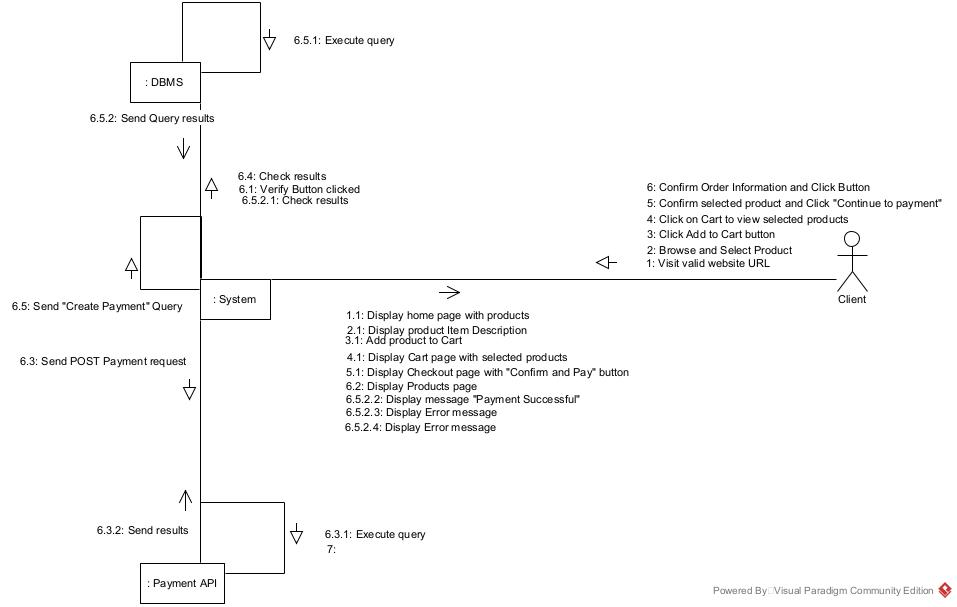 6.5.1: Execute query
: DBMS
6.5.2: Send Query results
6.4: Check results
6.1: Verify Button clicked
6.5.2.1: Check results
6: Confirm Order Information and Click Button
5: Confirm selected product and Click "Continue to payment"
4: Click on Cart to view selected products
3: Click Add to Cart button
2: Browse and Select Product
1: Visit valid website URL
Client
: System
6.5: Send "Create Payment" Query
1.1: Display home page with products
2.1: Display product Item Description
3.1: Add product to Cart
4.1: Display Cart page with selected products
5.1: Display Checkout page with "Confirm and Pay" button
6.2: Display Products page
6.5.2.2: Display message "Payment Successful"
6.5.2.3: Display Error message
6.5.2.4: Display Error message
6.3: Send POST Payment request
6.3.2: Send results
6.3.1: Execute query
7:
: Payment API
Powered By Visual Paradigm Community Edition